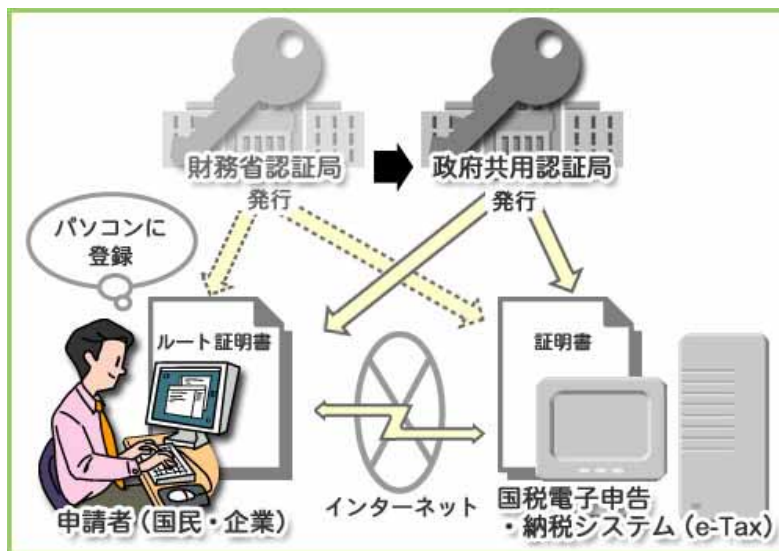 財務省認証局
政府共用認証局
発行
発行
パソコンに
登録
ルート証明書
証明書
インターネット
申請者（国民・企業）
国税電子申告
・納税システム（e-Tax）